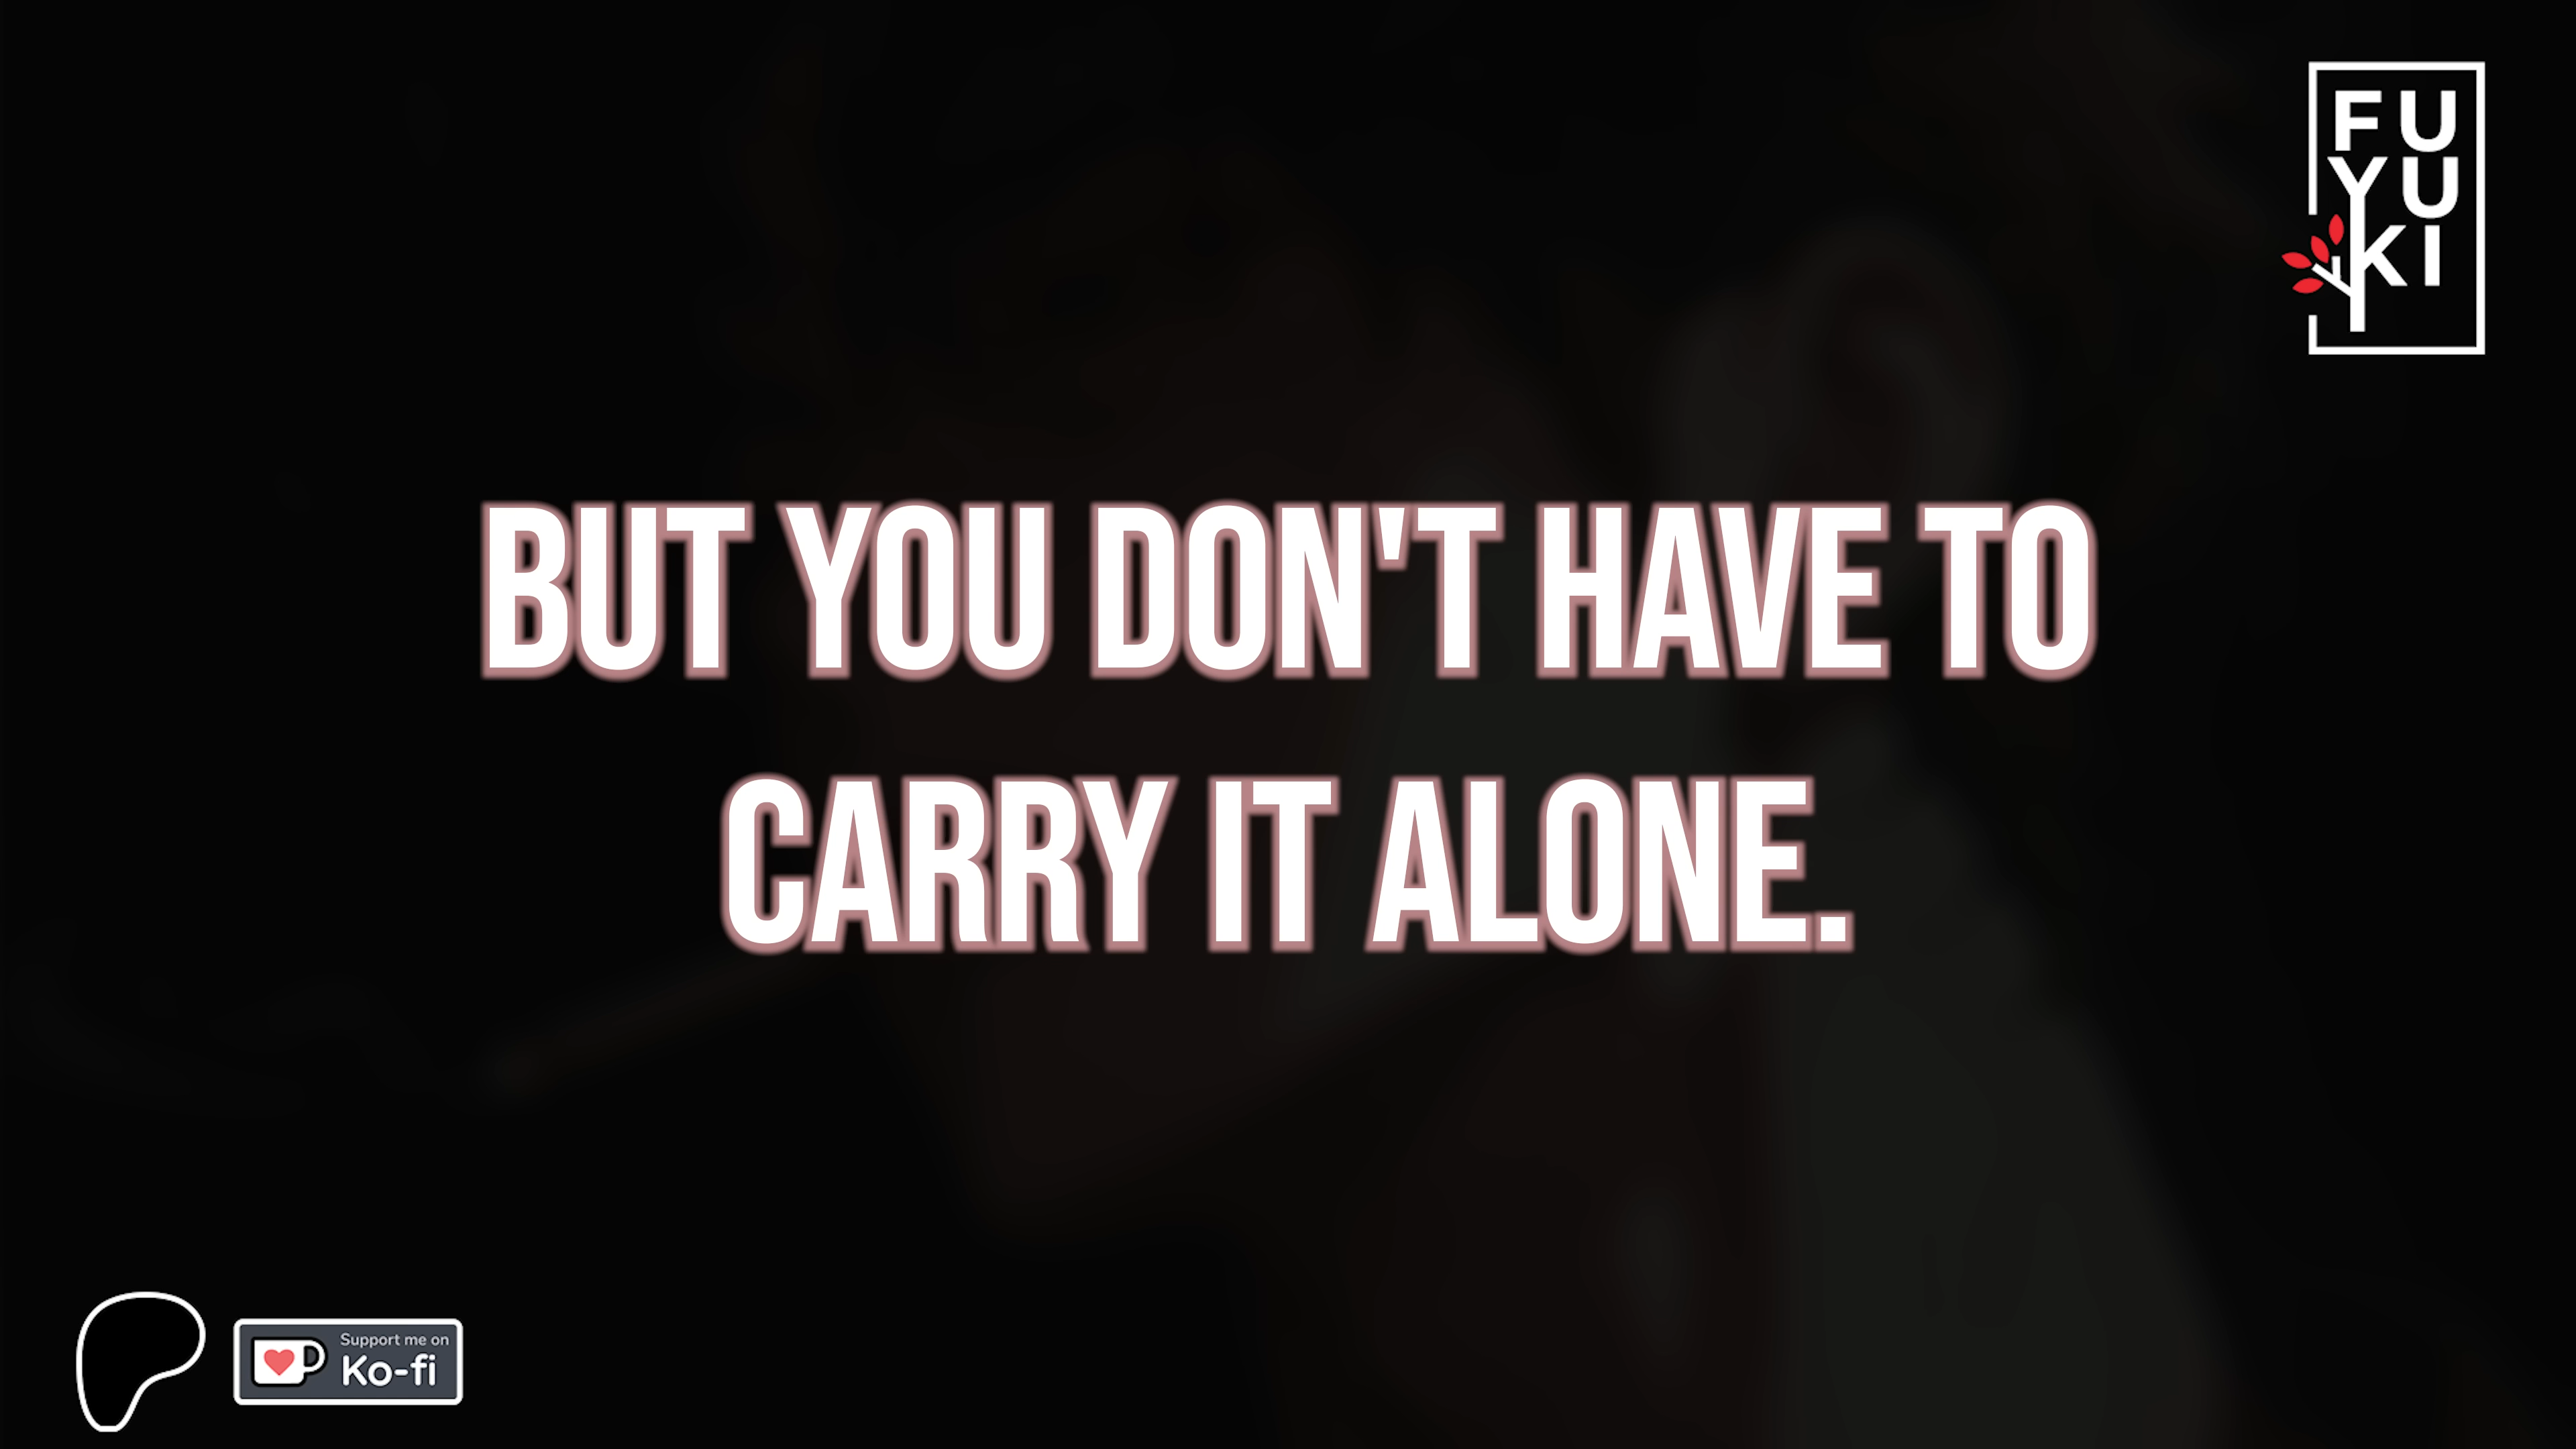 FU
YU
KI
BUT YOU DON'T HAVE TO
CARRY IT ALONE.
Support me on
Ko-fi